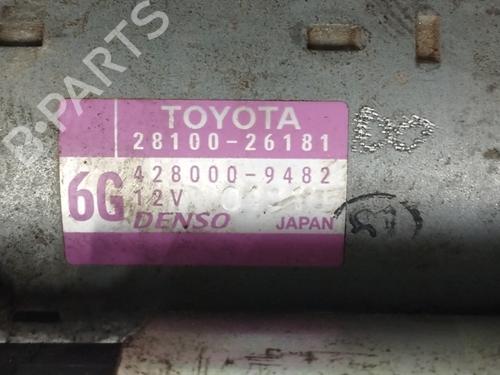 TOYOTA
28100-26181
6G
428000-9482
12V
DENSO
JAPAN
B-PARTS